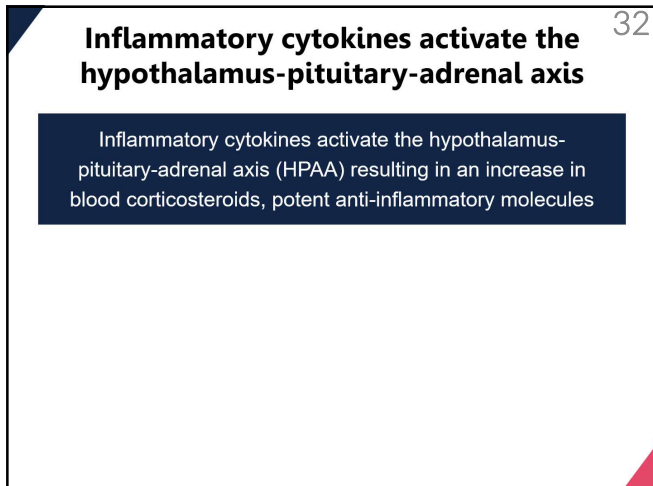 32
Inflammatory cytokines activate the
hypothalamus-pituitary-adrenal axis
Inflammatory cytokines activate the hypothalamus-
pituitary-adrenal axis (HPAA) resulting in an increase in
blood corticosteroids, potent anti-inflammatory molecules